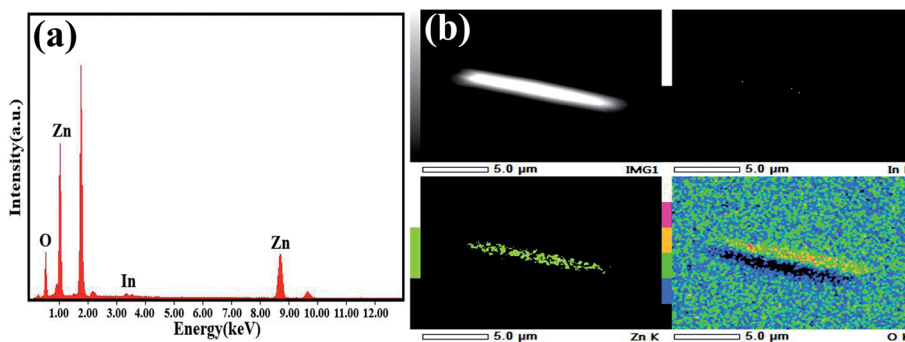 (a)
Intensity(a.u.)
Zn
O
In
Zn
1.00 2.00 3.00 4.00 5.00 6.00 7.00 8.00 9.00 10.00 11.00 12.00
Energy(keV)
(b)
5.0 µm IMG1
5.0 µm In
5.0 µm Zn K
5.0 µm O